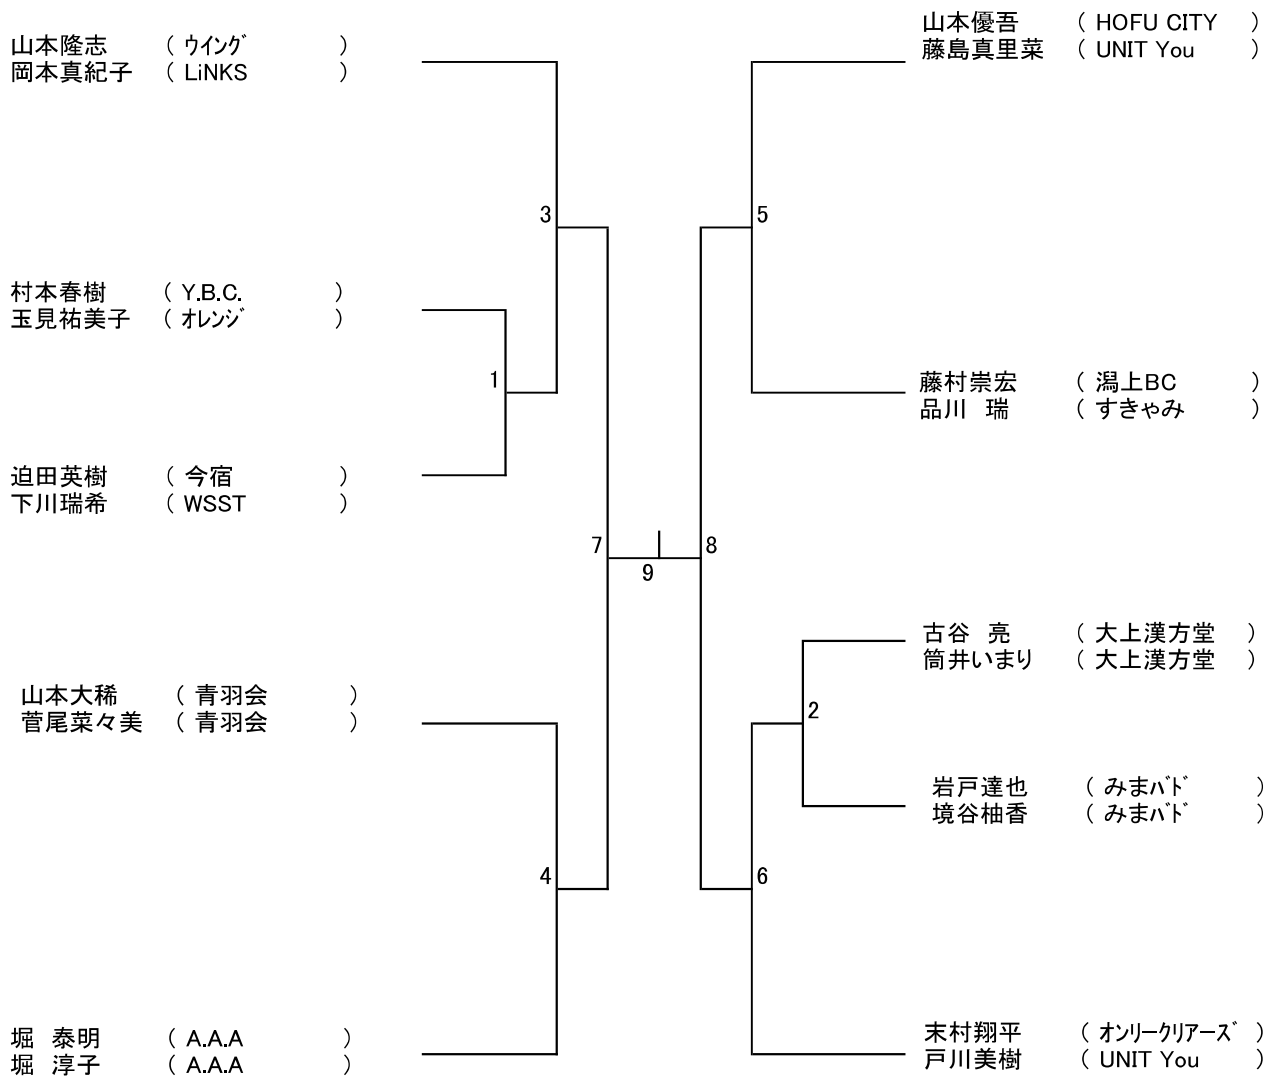 山本隆志 ( ウイング )
岡本真紀子 ( LiNKS )
3
村本春樹 ( Y.B.C. )
玉見祐美子 ( オレンジ )
1
迫田英樹 ( 今宿 )
下川瑞希 ( WSST )
7
9
山本大稀 ( 青羽会 )
菅尾菜々美 ( 青羽会 )
4
堀 泰明 ( A.A.A )
堀 淳子 ( A.A.A )
山本優吾 ( HOFU CITY )
藤島真里菜 ( UNIT You )
5
藤村崇宏 ( 潟上BC )
品川 瑞 ( すきゃみ )
8
古谷 亮 ( 大上漢方堂 )
筒井いまり ( 大上漢方堂 )
2
岩戸達也 ( みまバド )
境谷柚香 ( みまバド )
6
末村翔平 ( オンリークリアーズ )
戸川美樹 ( UNIT You )